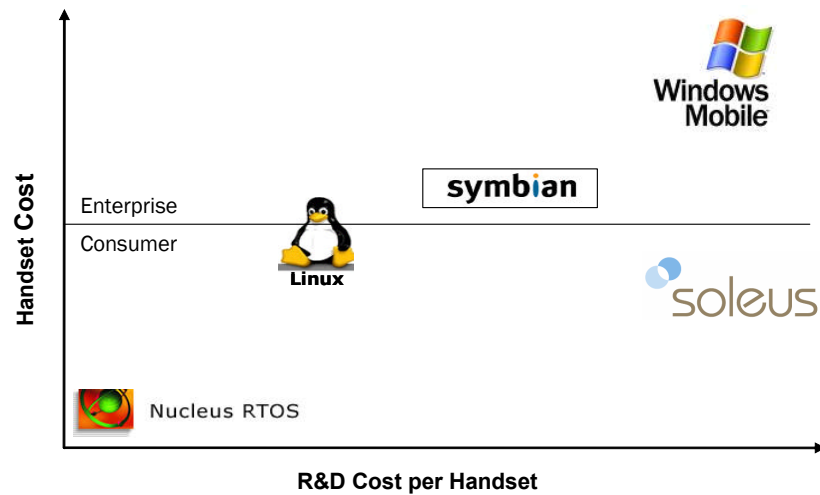 Windows
Mobile
symbian
Enterprise
Consumer
Linux
soleus
Nucleus RTOS
Handset Cost
R&D Cost per Handset